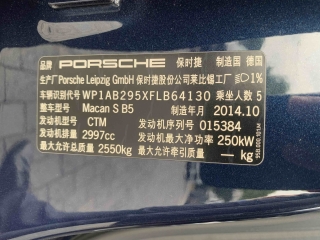 品牌 PORSCHE 保时捷 制造国 德国
生产厂 Porsche Leipzig GmbH 保时捷股份公司莱比锡工厂 1%
车辆识别代号 WP1AB295XFLB64130 乘坐人数 5
车辆型号 Macan S B5 制造年月 2014.10
发动机型号 CTM 发动机序列号 015384
发动机排量 2997cc 发动机最大净功率 250kW
最大允许总质量 2550kg 最大允许牵引质量 — kg